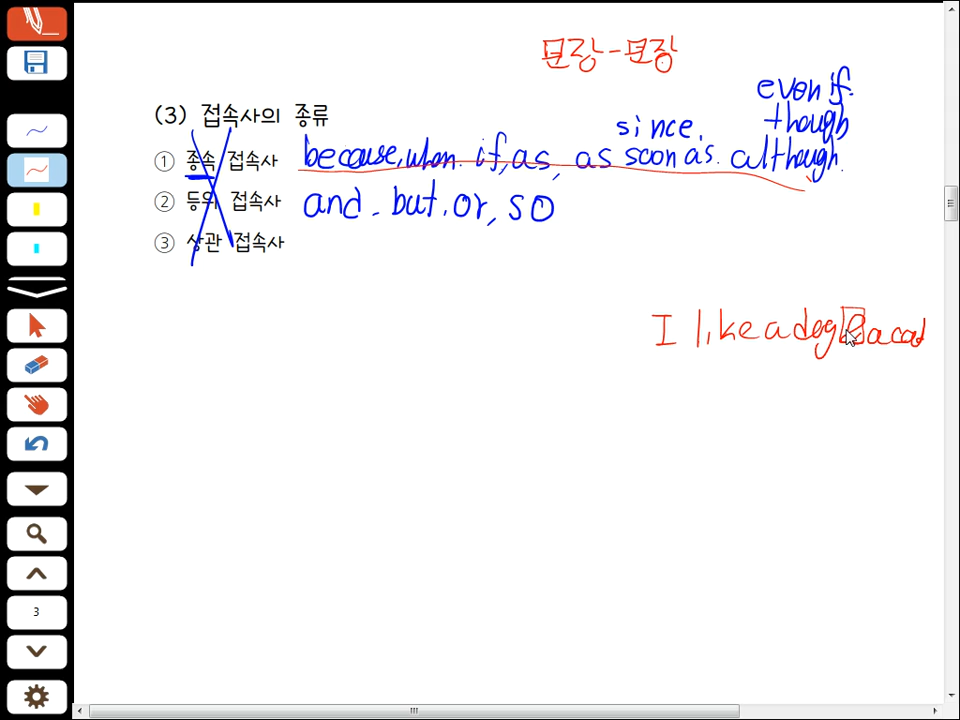 문장-문장
even if.
(3) 접속사의 종류
since. though
① 종속 접속사 because, when. if, as, as soon as. although.
② 등위 접속사 and. but. or, so
③ 상관 접속사
I like a dog & a cat
3